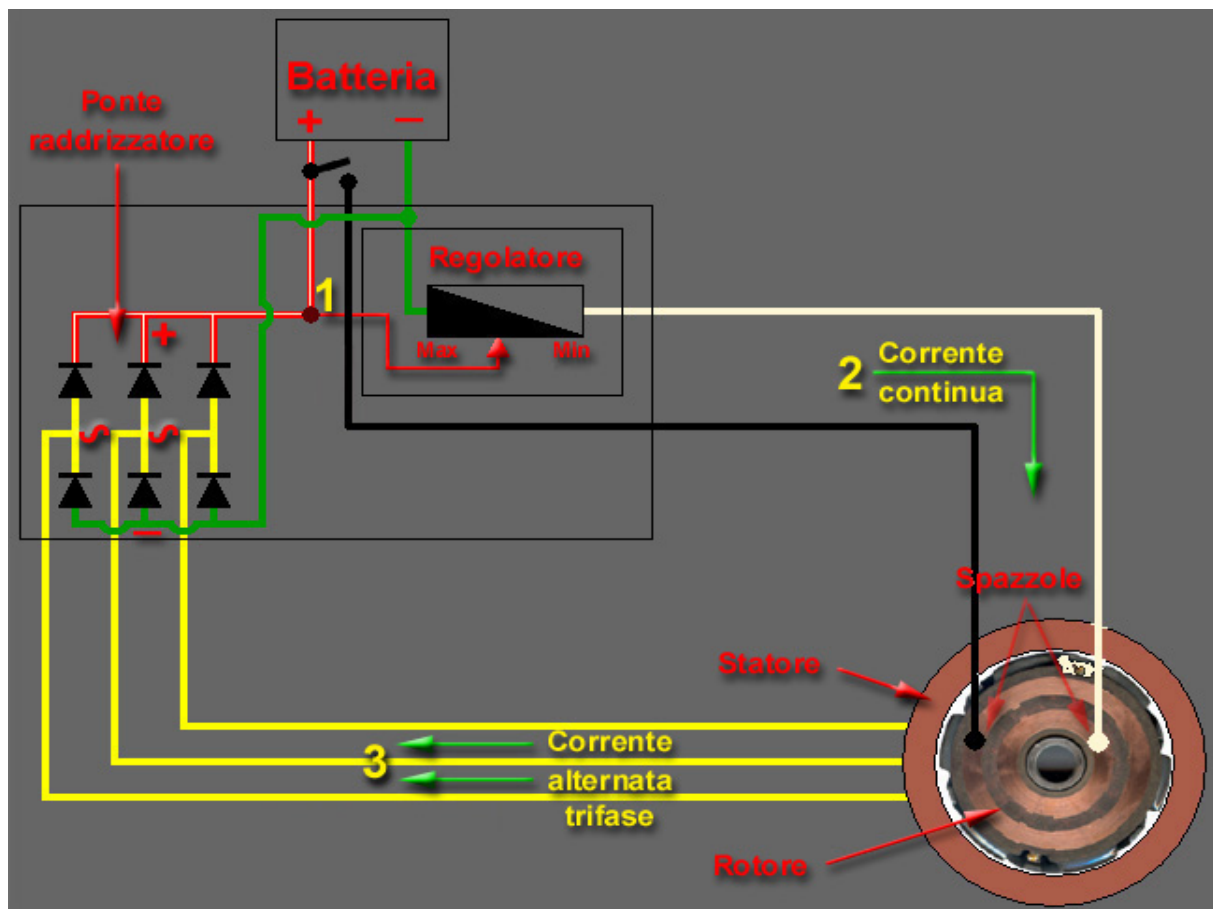 Batteria
+ −
Ponte
raddrizzatore
1
Regolatore
Max Min
+
−
2
Corrente
continua
Spazzole
Statore
3
Corrente
alternata
trifase
Rotore